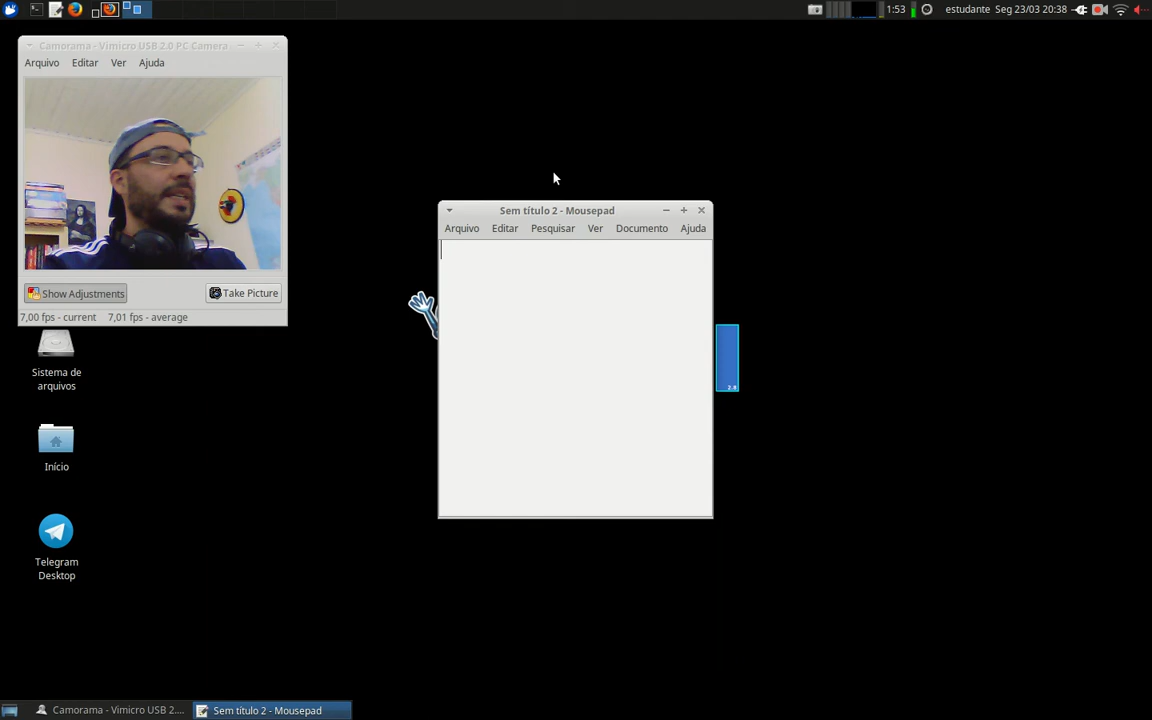 1:53
estudante Seg 23/03 20:38
Camorama - Vimicro USB 2.0 PC Camera
Arquivo Editar Ver Ajuda
Show Adjustments Take Picture
7,00 fps - current 7,01 fps - average
Sem título 2 - Mousepad
Arquivo Editar Pesquisar Ver Documento Ajuda
2.0
Sistema de
arquivos
Início
Telegram
Desktop
Camorama - Vimicro USB 2....
Sem título 2 - Mousepad